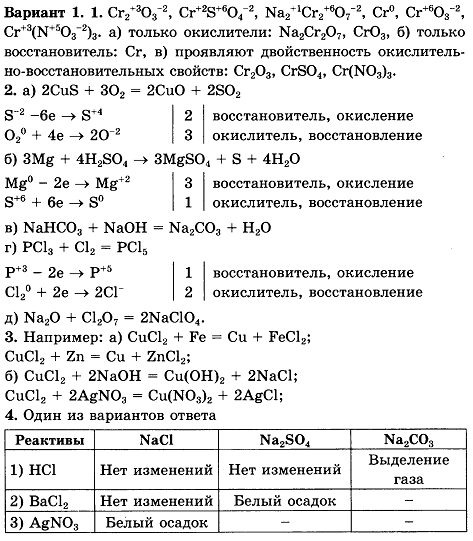 Вариант 1. 1. Cr₂⁺³O₃⁻², Cr⁺²S⁺⁶O₄⁻², Na₂⁺¹Cr₂⁺⁶O₇⁻², Cr⁰, Cr⁺⁶O₃⁻²,
Cr⁺³(N⁺⁵O₃⁻²)₃. а) только окислители: Na₂Cr₂O₇, CrO₃, б) только
восстановитель: Cr, в) проявляют двойственность окислитель-
но-восстановительных свойств: Cr₂O₃, CrSO₄, Cr(NO₃)₃.
2. а) 2CuS + 3O₂ = 2CuO + 2SO₂
S⁻² –6e → S⁺⁴ | 2 | восстановитель, окисление
O₂⁰ + 4e → 2O⁻² | 3 | окислитель, восстановление
б) 3Mg + 4H₂SO₄ → 3MgSO₄ + S + 4H₂O
Mg⁰ – 2e → Mg⁺² | 3 | восстановитель, окисление
S⁺⁶ + 6e → S⁰ | 1 | окислитель, восстановление
в) NaHCO₃ + NaOH = Na₂CO₃ + H₂O
г) PCl₃ + Cl₂ = PCl₅
P⁺³ – 2e → P⁺⁵ | 1 | восстановитель, окисление
Cl₂⁰ + 2e → 2Cl⁻ | 2 | окислитель, восстановление
д) Na₂O + Cl₂O₇ = 2NaClO₄.
3. Например: а) CuCl₂ + Fe = Cu + FeCl₂;
CuCl₂ + Zn = Cu + ZnCl₂;
б) CuCl₂ + 2NaOH = Cu(OH)₂ + 2NaCl;
CuCl₂ + 2AgNO₃ = Cu(NO₃)₂ + 2AgCl;
4. Один из вариантов ответа
Реактивы | NaCl | Na₂SO₄ | Na₂CO₃
1) HCl | Нет изменений | Нет изменений | Выделение газа
2) BaCl₂ | Нет изменений | Белый осадок | –
3) AgNO₃ | Белый осадок | – | –